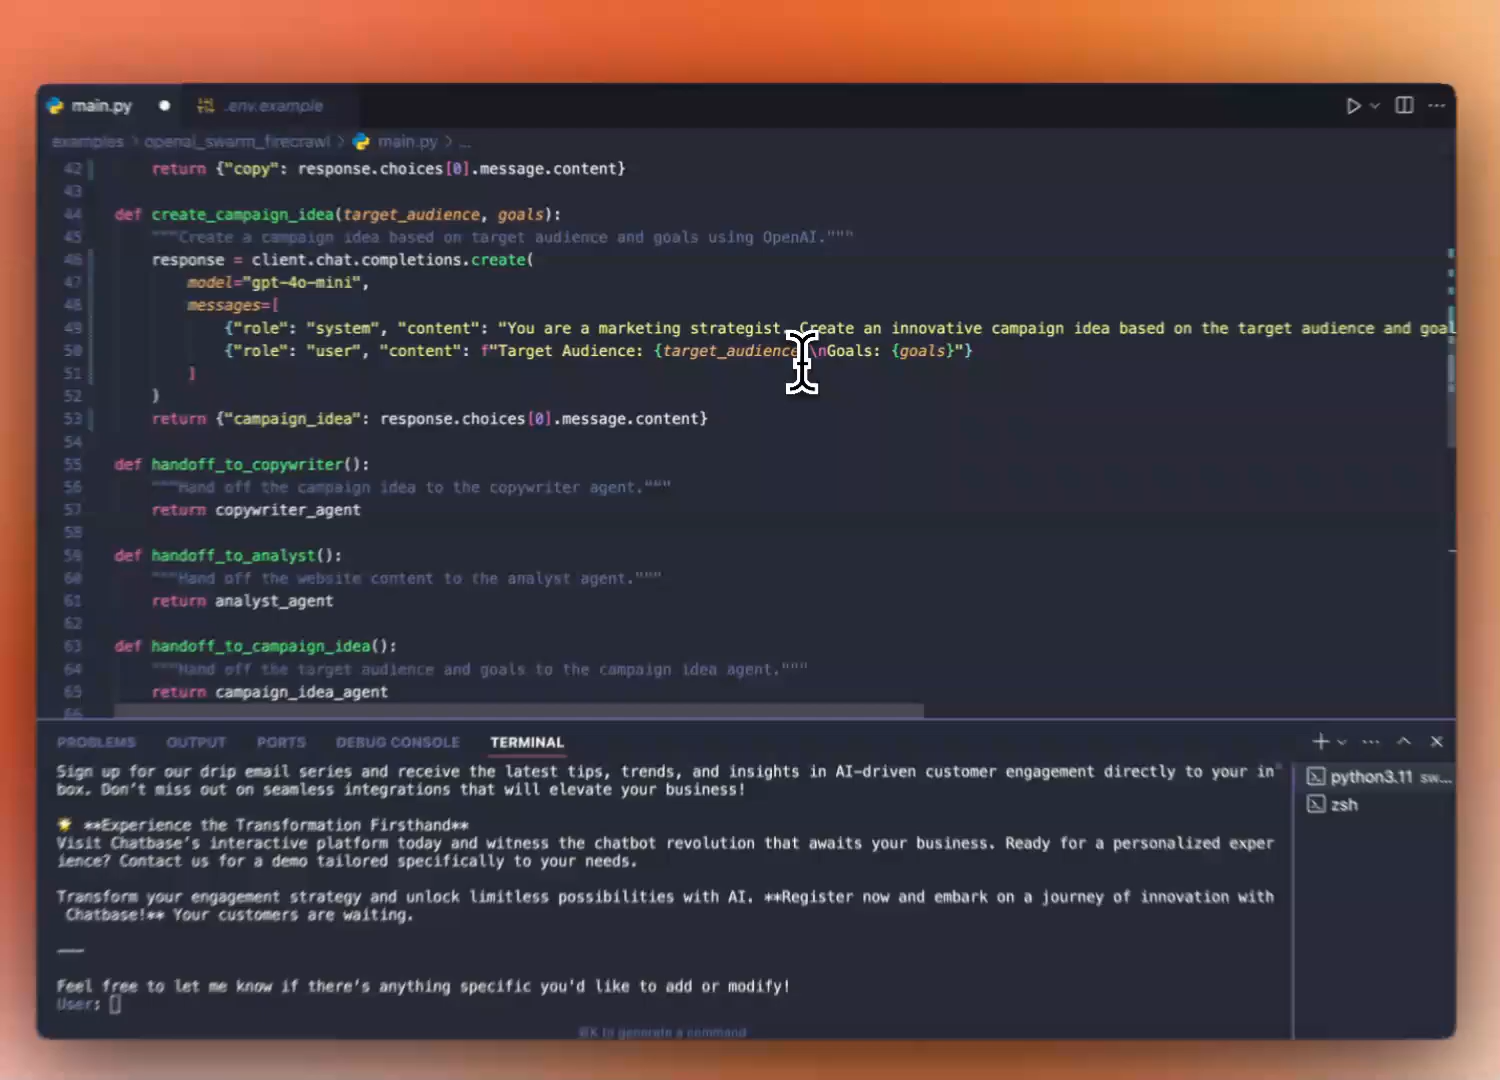 main.py
.env.example
examples > openai_swarm_firecrawl > main.py > ...
42 return {"copy": response.choices[0].message.content}
43
44 def create_campaign_idea(target_audience, goals):
45 """Create a campaign idea based on target audience and goals using OpenAI."""
46 response = client.chat.completions.create(
47 model="gpt-4o-mini",
48 messages=[
49 {"role": "system", "content": "You are a marketing strategist. Create an innovative campaign idea based on the target audience and goal
50 {"role": "user", "content": f"Target Audience: {target_audience \nGoals: {goals}"}
51 ]
52 )
53 return {"campaign_idea": response.choices[0].message.content}
54
55 def handoff_to_copywriter():
56 """Hand off the campaign idea to the copywriter agent."""
57 return copywriter_agent
58
59 def handoff_to_analyst():
60 """Hand off the website content to the analyst agent."""
61 return analyst_agent
62
63 def handoff_to_campaign_idea():
64 """Hand off the target audience and goals to the campaign idea agent."""
65 return campaign_idea_agent
66
PROBLEMS OUTPUT PORTS DEBUG CONSOLE TERMINAL
Sign up for our drip email series and receive the latest tips, trends, and insights in AI-driven customer engagement directly to your in
box. Don't miss out on seamless integrations that will elevate your business!
**Experience the Transformation Firsthand**
Visit Chatbase's interactive platform today and witness the chatbot revolution that awaits your business. Ready for a personalized exper
ience? Contact us for a demo tailored specifically to your needs.
Transform your engagement strategy and unlock limitless possibilities with AI. **Register now and embark on a journey of innovation with
Chatbase!** Your customers are waiting.
---
Feel free to let me know if there's anything specific you'd like to add or modify!
User:
⌘K to generate a command
python3.11 sw...
zsh